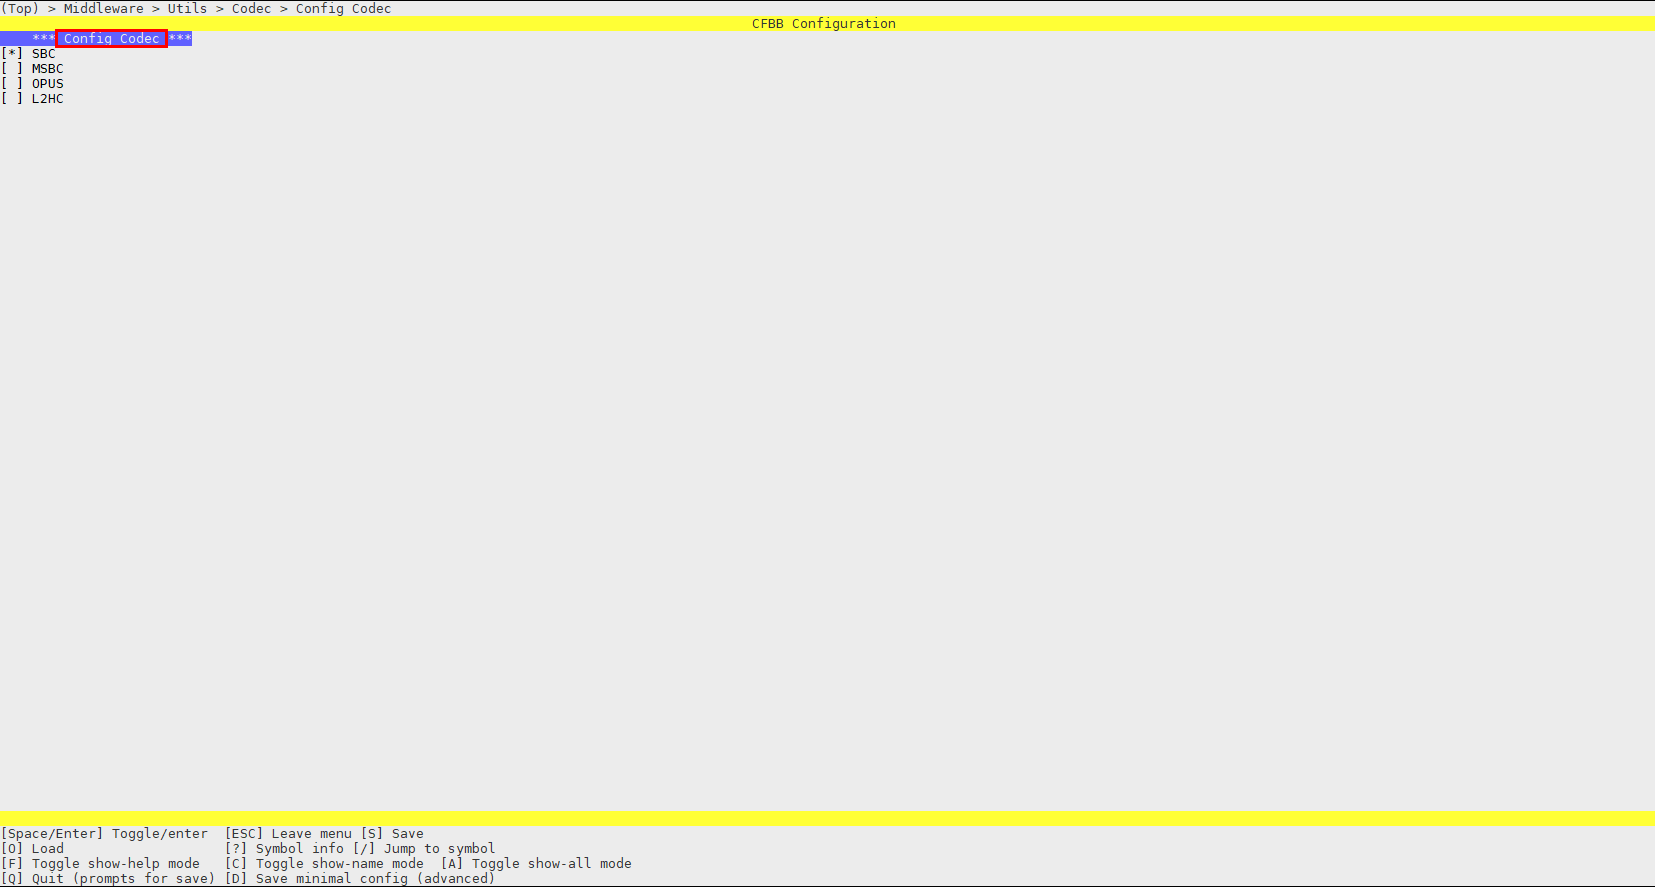 (Top) > Middleware > Utils > Codec > Config Codec
CFBB Configuration
*** Config Codec ***
[*] SBC
[ ] MSBC
[ ] OPUS
[ ] L2HC
[Space/Enter] Toggle/enter  [ESC] Leave menu [S] Save
[O] Load                    [?] Symbol info [/] Jump to symbol
[F] Toggle show-help mode   [C] Toggle show-name mode  [A] Toggle show-all mode
[Q] Quit (prompts for save) [D] Save minimal config (advanced)